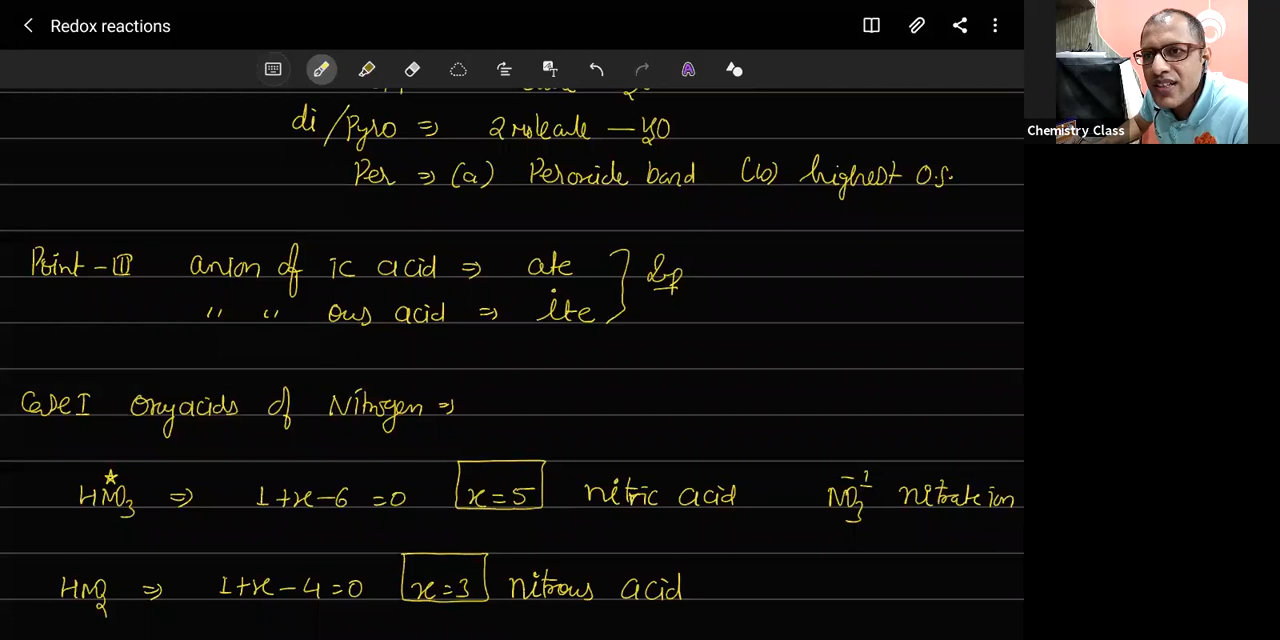 Redox reactions
Chemistry Class
di/Pyro ⇒ 2 molecule — H2O
Per ⇒ (a) Peroxide band (b) highest O.S.
Point-II anion of ic acid ⇒ ate
" " ous acid ⇒ ite
Case I Oxyacids of Nitrogen ⇒
HNO3 ⇒ 1+x-6=0 x=5 nitric acid NO3-1 nitrate ion
HNO2 ⇒ 1+x-4=0 x=3 nitrous acid